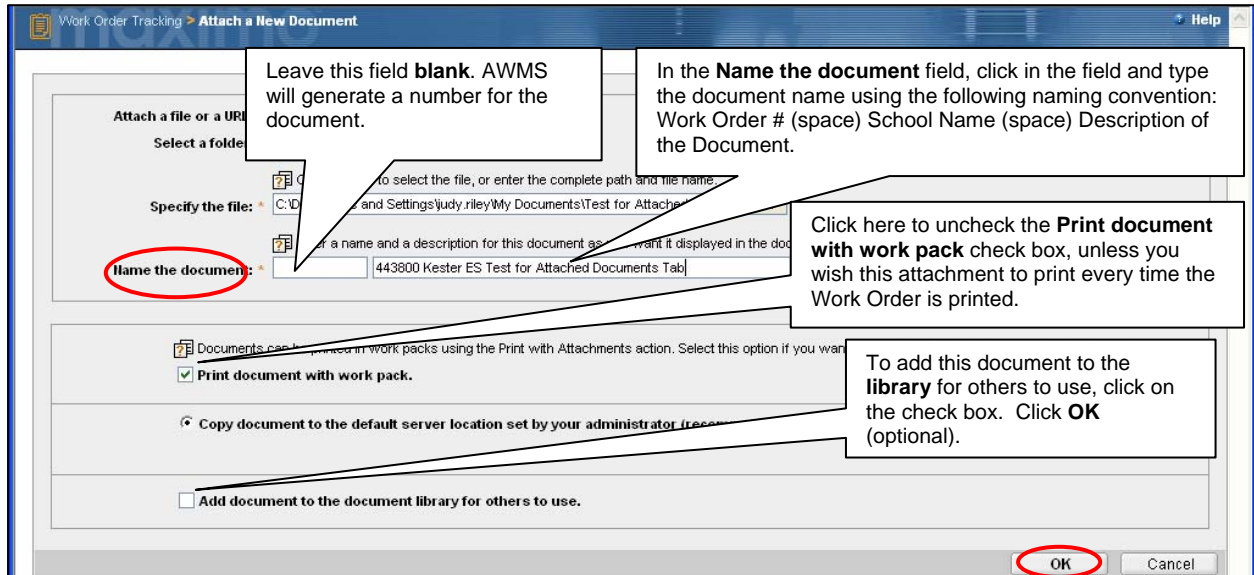 maximo
Work Order Tracking > Attach a New Document
Help
Leave this field blank. AWMS
will generate a number for the
document.
In the Name the document field, click in the field and type
the document name using the following naming convention:
Work Order # (space) School Name (space) Description of
the Document.
Attach a file or a URL
Select a folder
to select the file, or enter the complete path and file name.
Specify the file: * C:\D s and Settings\judy.riley\My Documents\Test for Attached
Click here to uncheck the Print document
with work pack check box, unless you
wish this attachment to print every time the
Work Order is printed.
a name and a description for this document as want it displayed in the doc
Name the document: * 443800 Kester ES Test for Attached Documents Tab
Documents can be printed in work packs using the Print with Attachments action. Select this option if you wan
Print document with work pack.
To add this document to the
library for others to use, click on
the check box. Click OK
(optional).
Copy document to the default server location set by your administrator (recom
Add document to the document library for others to use.
OK Cancel